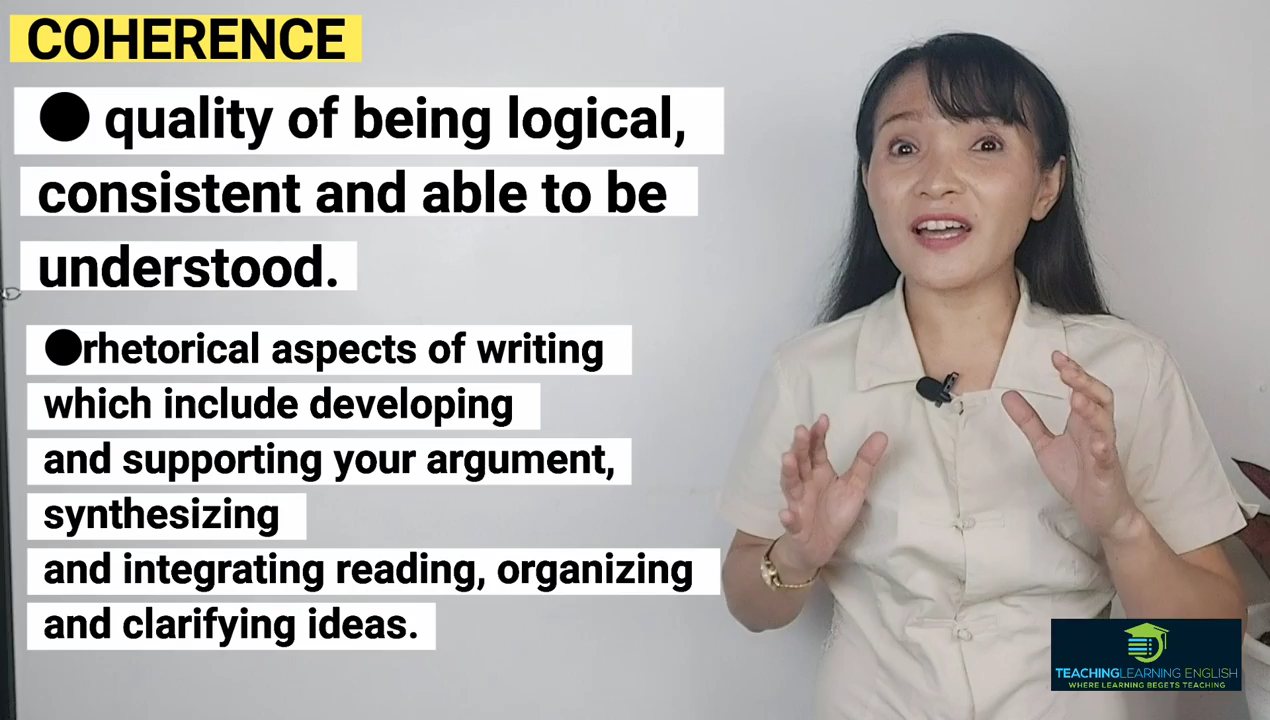 COHERENCE
● quality of being logical,
consistent and able to be
understood.
●rhetorical aspects of writing
which include developing
and supporting your argument,
synthesizing
and integrating reading, organizing
and clarifying ideas.
TEACHINGLEARNING ENGLISH
WHERE LEARNING BEGETS TEACHING